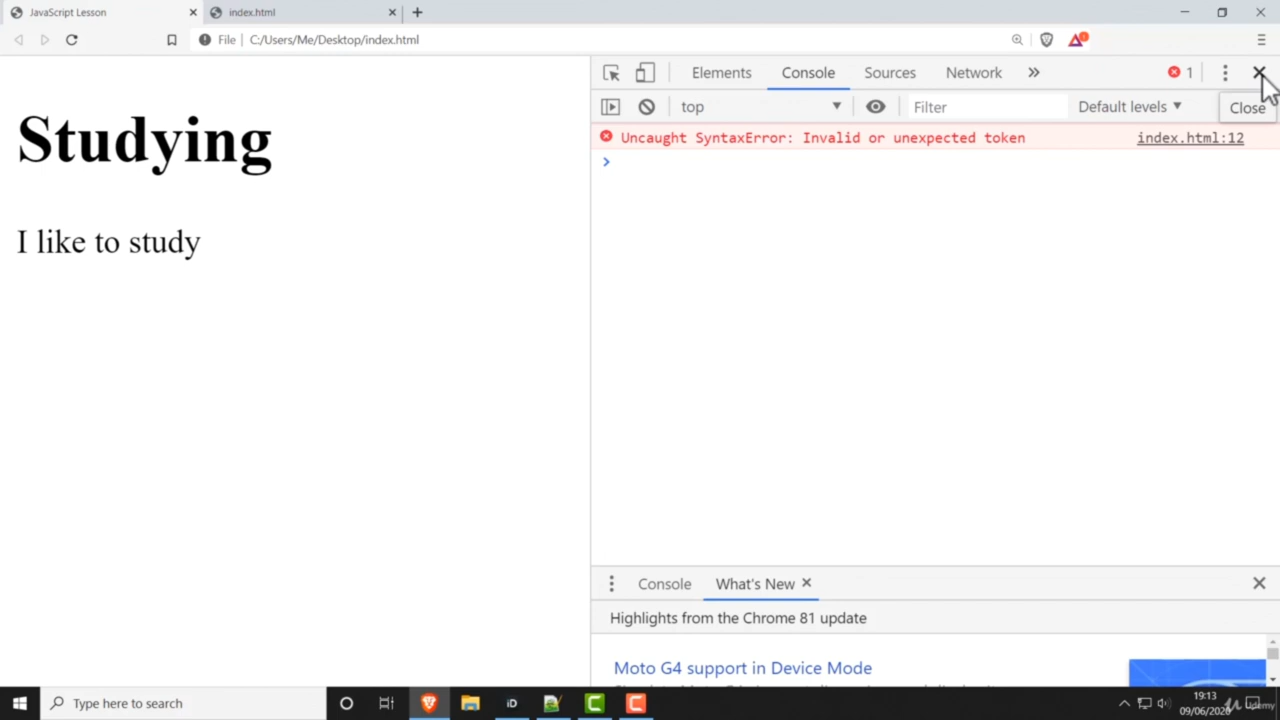 JavaScript Lesson
index.html
File | C:/Users/Me/Desktop/index.html
Studying
I like to study
Elements Console Sources Network 1
top Filter Default levels Close
Uncaught SyntaxError: Invalid or unexpected token index.html:12
Console What's New
Highlights from the Chrome 81 update
Moto G4 support in Device Mode
Type here to search
19:13
09/06/2020
Udemy